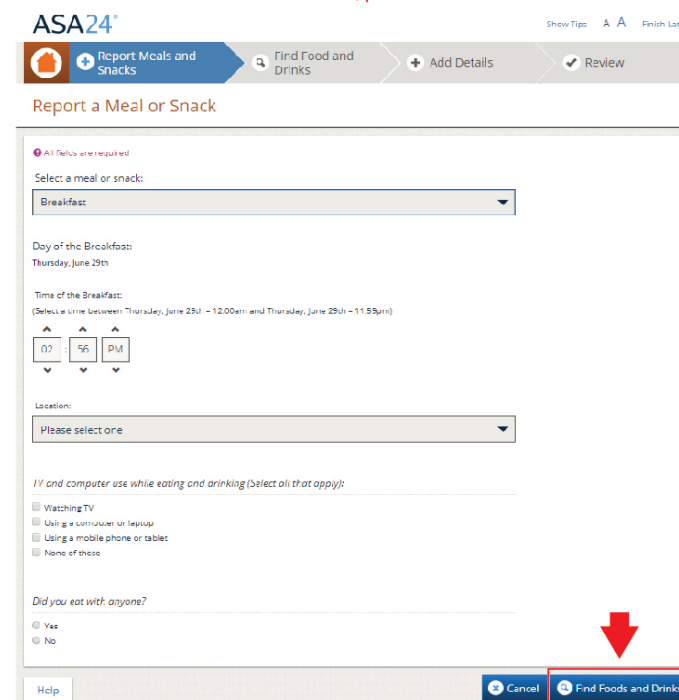 ASA24®
Show Tips A A Finish Lat
Report Meals and Snacks
Find Food and Drinks
Add Details
Review
Report a Meal or Snack
All fields are required
Select a meal or snack:
Breakfast
Day of the Breakfast:
Thursday, June 29th
Time of the Breakfast:
(Select a time between Thursday, June 29th – 12.00am and Thursday, June 29th – 11.59pm)
02 : 56 PM
Location:
Please select one
TV and computer use while eating and drinking (Select all that apply):
Watching TV
Using a computer or laptop
Using a mobile phone or tablet
None of these
Did you eat with anyone?
Yes
No
Help
Cancel
Find Foods and Drinks